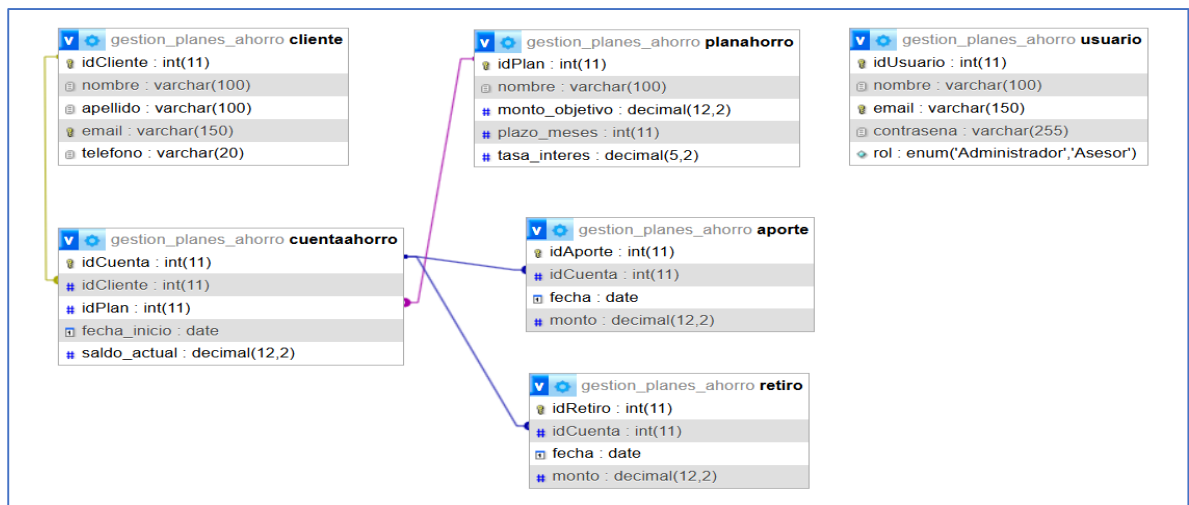 gestion_planes_ahorro cliente
idCliente : int(11)
nombre : varchar(100)
apellido : varchar(100)
email : varchar(150)
telefono : varchar(20)
gestion_planes_ahorro planahorro
idPlan : int(11)
nombre : varchar(100)
monto_objetivo : decimal(12,2)
plazo_meses : int(11)
tasa_interes : decimal(5,2)
gestion_planes_ahorro usuario
idUsuario : int(11)
nombre : varchar(100)
email : varchar(150)
contrasena : varchar(255)
rol : enum('Administrador','Asesor')
gestion_planes_ahorro cuentaahorro
idCuenta : int(11)
idCliente : int(11)
idPlan : int(11)
fecha_inicio : date
saldo_actual : decimal(12,2)
gestion_planes_ahorro aporte
idAporte : int(11)
idCuenta : int(11)
fecha : date
monto : decimal(12,2)
gestion_planes_ahorro retiro
idRetiro : int(11)
idCuenta : int(11)
fecha : date
monto : decimal(12,2)